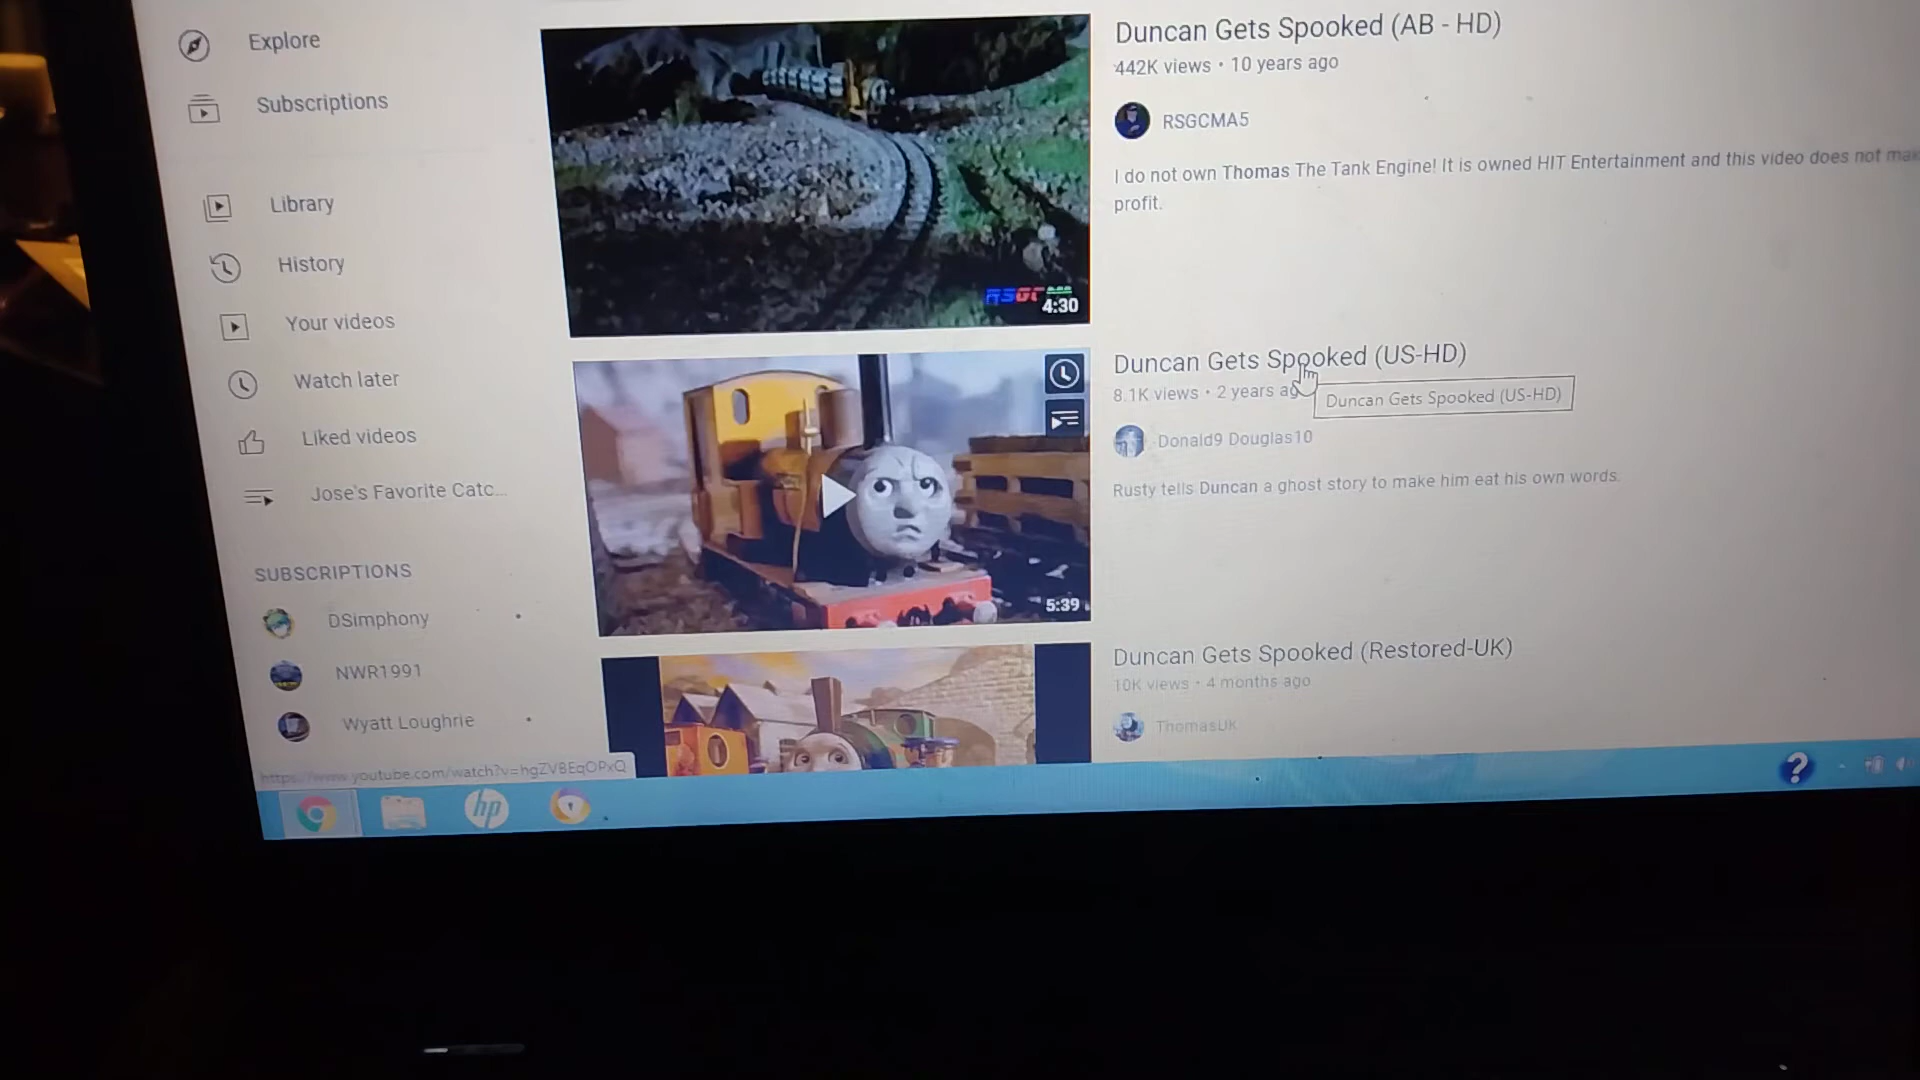 Explore
Subscriptions
Library
History
Your videos
Watch later
Liked videos
Jose's Favorite Catc...
SUBSCRIPTIONS
DSimphony
NWR1991
Wyatt Loughrie
4:30
5:39
Duncan Gets Spooked (AB - HD)
442K views • 10 years ago
RSGCMA5
I do not own Thomas The Tank Engine! It is owned HIT Entertainment and this video does not
profit.
Duncan Gets Spooked (US-HD)
8.1K views • 2 years
Duncan Gets Spooked (US-HD)
Donald9 Douglas10
Rusty tells Duncan a ghost story to make him eat his own words.
Duncan Gets Spooked (Restored-UK)
10K views • 4 months ago
ThomasUK
hp
?